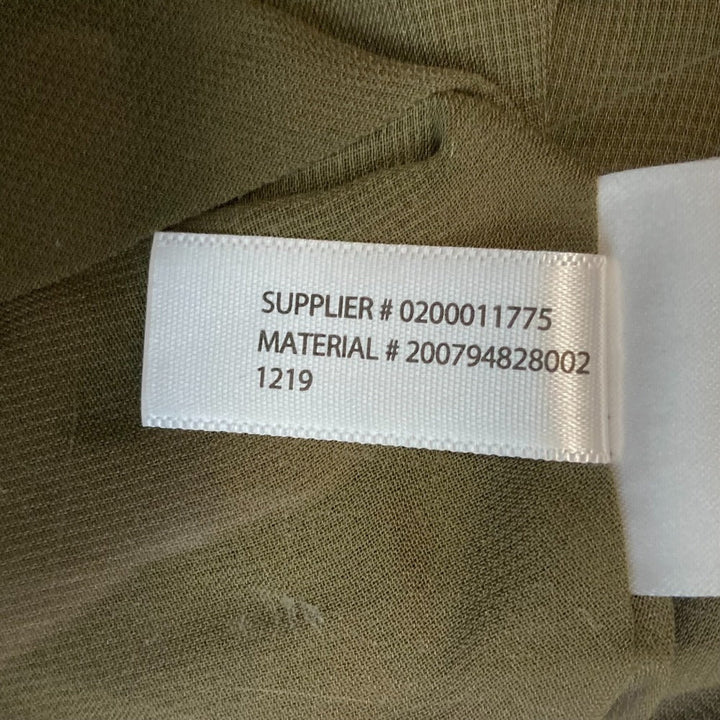 SUPPLIER # 0200011775
MATERIAL # 200794828002
1219